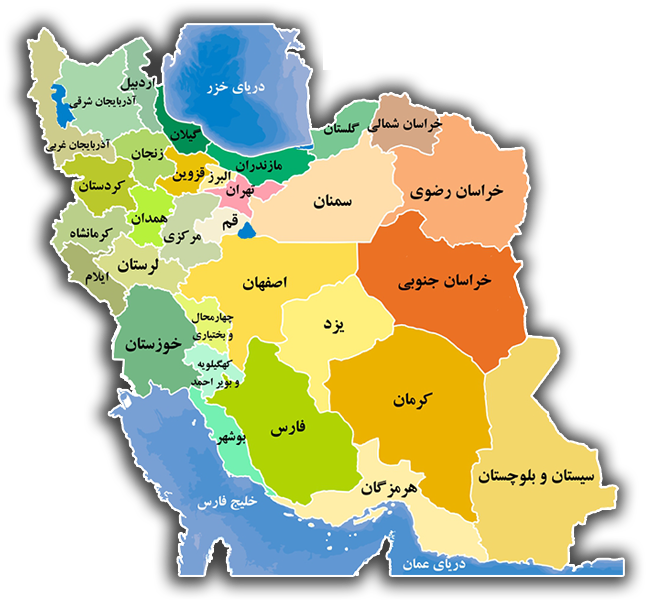 دریای خزر
اردبیل
آذربایجان شرقی
آذربایجان غربی
گیلان
گلستان
خراسان شمالی
زنجان
مازندران
قزوین
البرز
کردستان
تهران
خراسان رضوی
سمنان
همدان
قم
مرکزی
کرمانشاه
لرستان
ایلام
اصفهان
خراسان جنوبی
چهارمحال
و بختیاری
یزد
خوزستان
کهگیلویه
و بویر احمد
کرمان
فارس
بوشهر
سیستان و بلوچستان
هرمزگان
خلیج فارس
دریای عمان